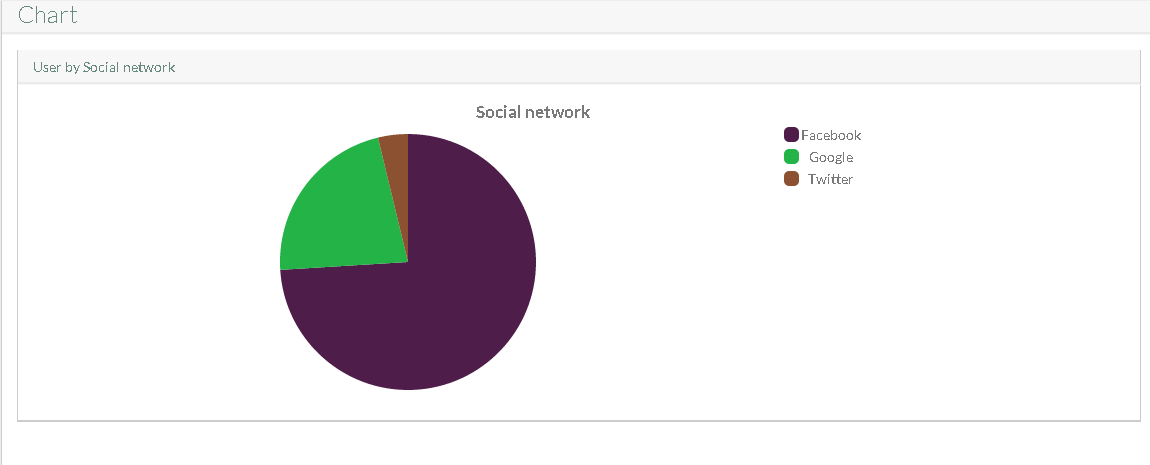 Chart
User by Social network
Social network
Facebook
Google
Twitter